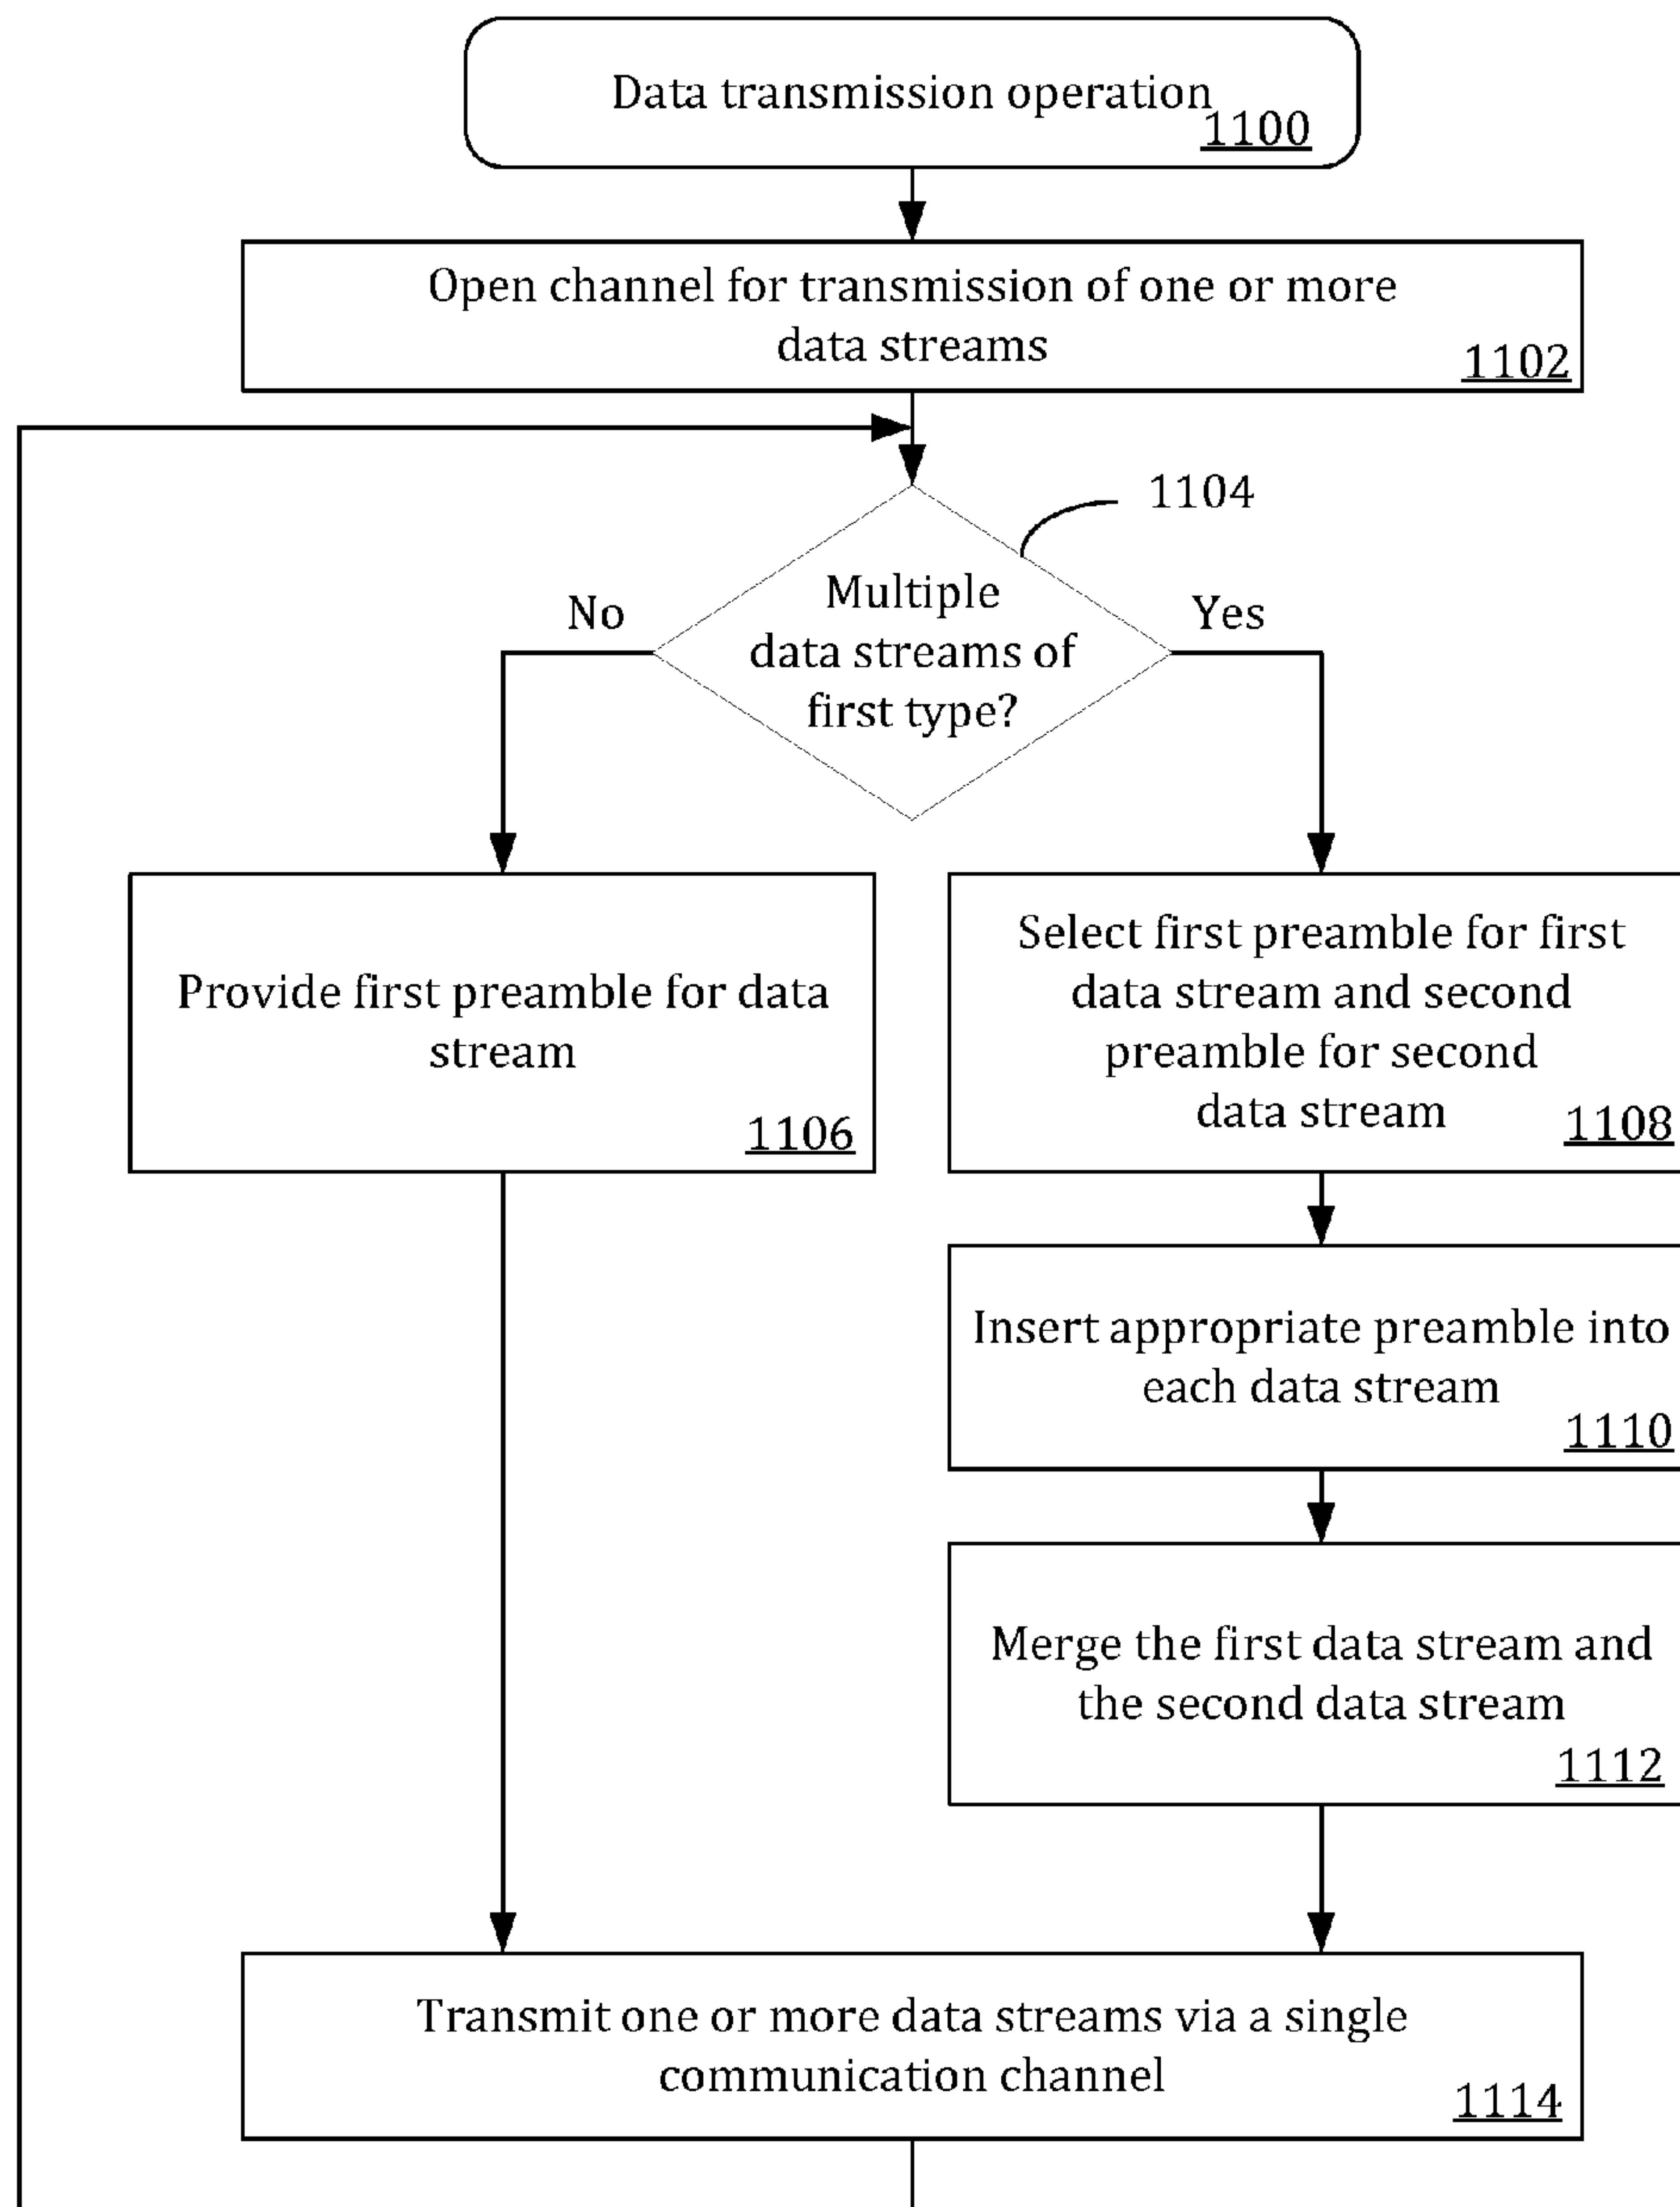 Data transmission operation
1100
Open channel for transmission of one or more
data streams
1102
1104
Multiple
data streams of
first type?
No
Yes
Provide first preamble for data
stream
1106
Select first preamble for first
data stream and second
preamble for second
data stream
1108
Insert appropriate preamble into
each data stream
1110
Merge the first data stream and
the second data stream
1112
Transmit one or more data streams via a single
communication channel
1114